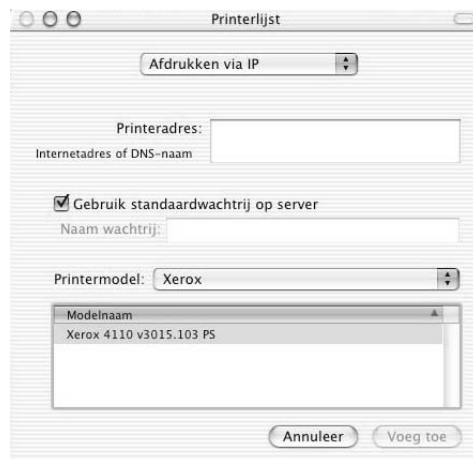 Printerlijst
Afdrukken via IP
Printeradres:
Internetadres of DNS-naam
Gebruik standaardwachtrij op server
Naam wachtrij:
Printermodel: Xerox
Modelnaam
Xerox 4110 v3015.103 PS
Annuleer Voeg toe